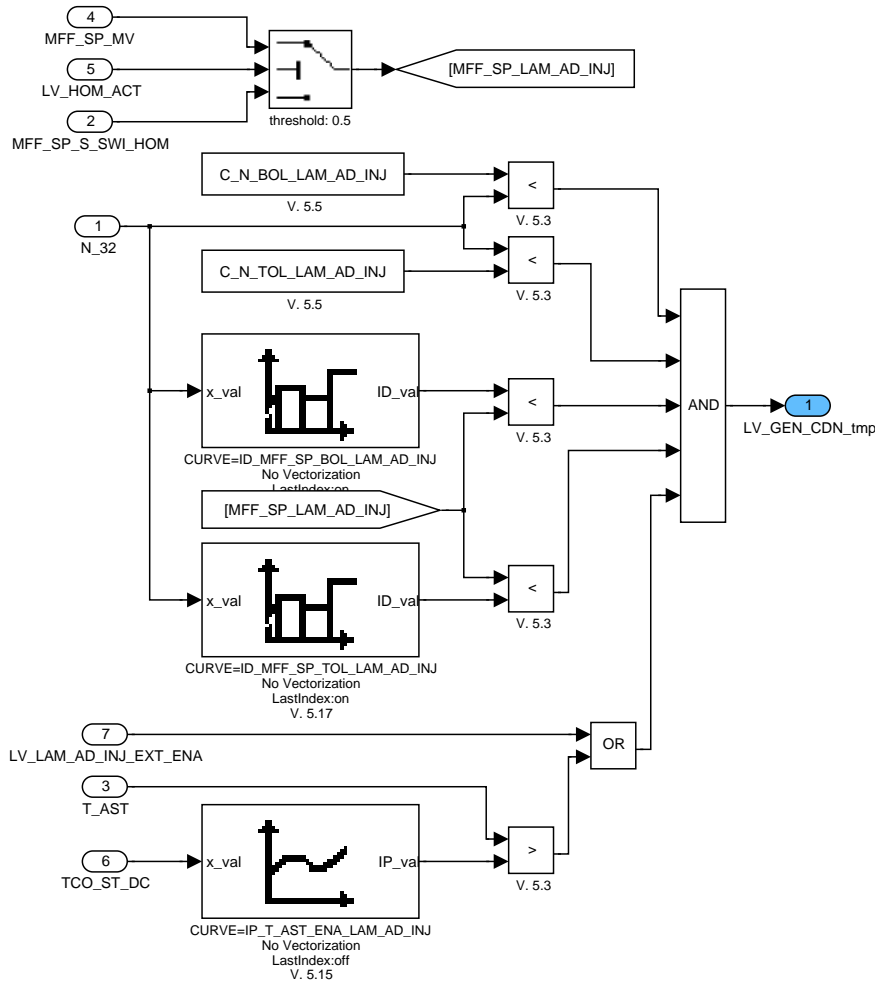 4
MFF_SP_MV
5
LV_HOM_ACT
2
MFF_SP_S_SWI_HOM
threshold: 0.5
[MFF_SP_LAM_AD_INJ]
C_N_BOL_LAM_AD_INJ
V. 5.5
<
V. 5.3
1
N_32
C_N_TOL_LAM_AD_INJ
V. 5.5
<
V. 5.3
x_val
ID_val
CURVE=ID_MFF_SP_BOL_LAM_AD_INJ
No Vectorization
LastIndex:on
<
V. 5.3
AND
1
LV_GEN_CDN_tmp
[MFF_SP_LAM_AD_INJ]
x_val
ID_val
CURVE=ID_MFF_SP_TOL_LAM_AD_INJ
No Vectorization
LastIndex:on
V. 5.17
<
V. 5.3
7
LV_LAM_AD_INJ_EXT_ENA
OR
3
T_AST
6
TCO_ST_DC
x_val
IP_val
CURVE=IP_T_AST_ENA_LAM_AD_INJ
No Vectorization
LastIndex:off
V. 5.15
>
V. 5.3